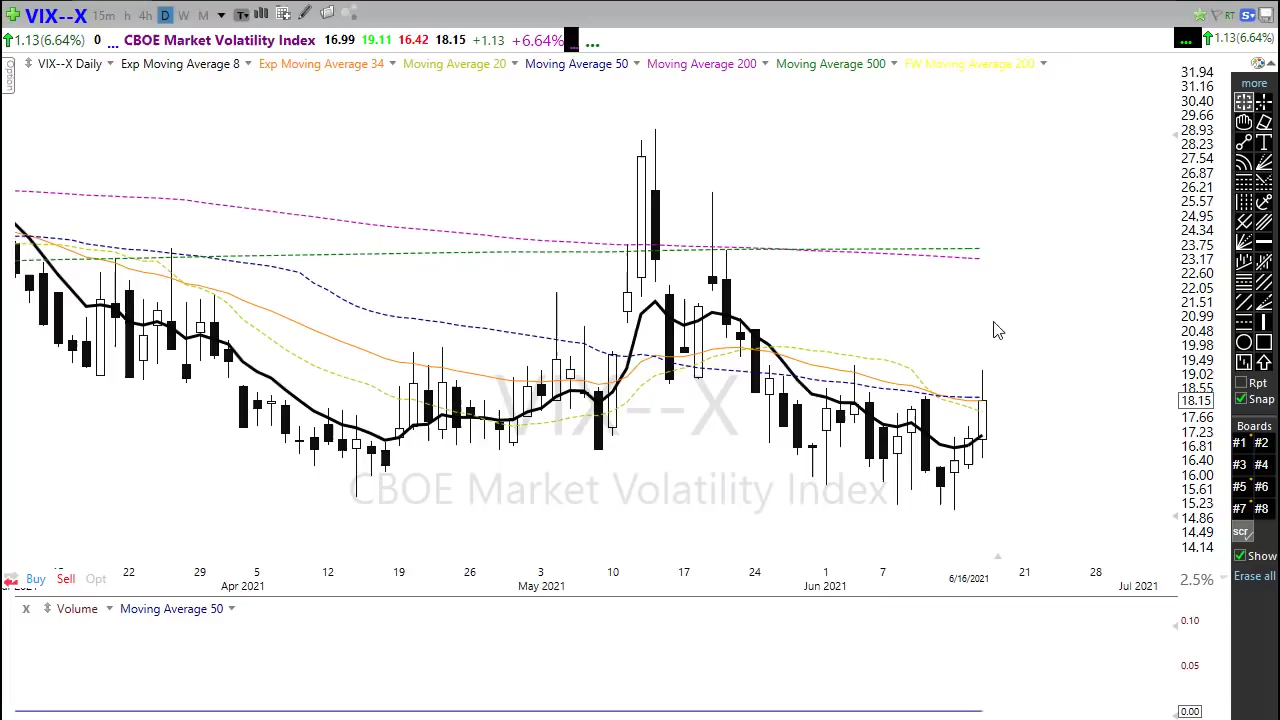 VIX--X 15m h 4h D W M T RT S
1.13(6.64%) 0 ... CBOE Market Volatility Index 16.99 19.11 16.42 18.15 +1.13 +6.64% ... ... 1.13(6.64%)
Option
VIX--X Daily Exp Moving Average 8 Exp Moving Average 34 Moving Average 20 Moving Average 50 Moving Average 200 Moving Average 500 FW Moving Average 200
31.94
31.16
30.40
29.66
28.93
28.23
27.54
26.87
26.21
25.57
24.95
24.34
23.75
23.17
22.60
22.05
21.51
20.99
20.48
19.98
19.49
19.02
18.55
18.15
17.66
17.23
16.81
16.40
16.00
15.61
15.23
14.86
14.49
14.14
more
T
Rpt
Snap
Boards
#1 #2
#3 #4
#5 #6
#7 #8
scr
Show
Erase all
VIX--X
CBOE Market Volatility Index
22 29 5 12 19 26 3 10 17 24 1 7 6/16/2021 21 28
Apr 2021 May 2021 Jun 2021 Jul 2021
Buy Sell Opt
2.5%
x Volume Moving Average 50
0.10
0.05
0.00